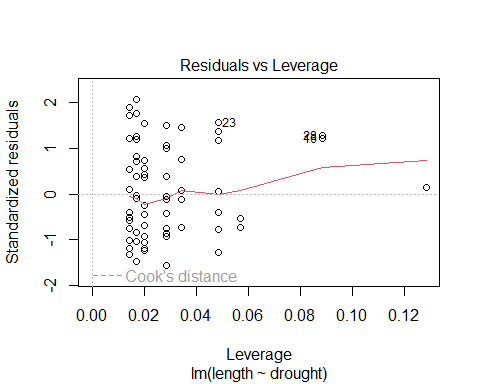 Residuals vs Leverage
Standardized residuals
2
1
0
-1
-2
23
28
Cook's distance
0.00 0.02 0.04 0.06 0.08 0.10 0.12
Leverage
lm(length ~ drought)